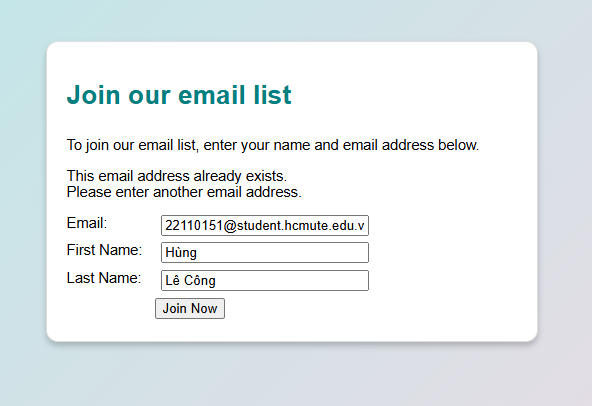 Join our email list
To join our email list, enter your name and email address below.
This email address already exists.
Please enter another email address.
Email: 22110151@student.hcmute.edu.v
First Name: Hùng
Last Name: Lê Công
Join Now